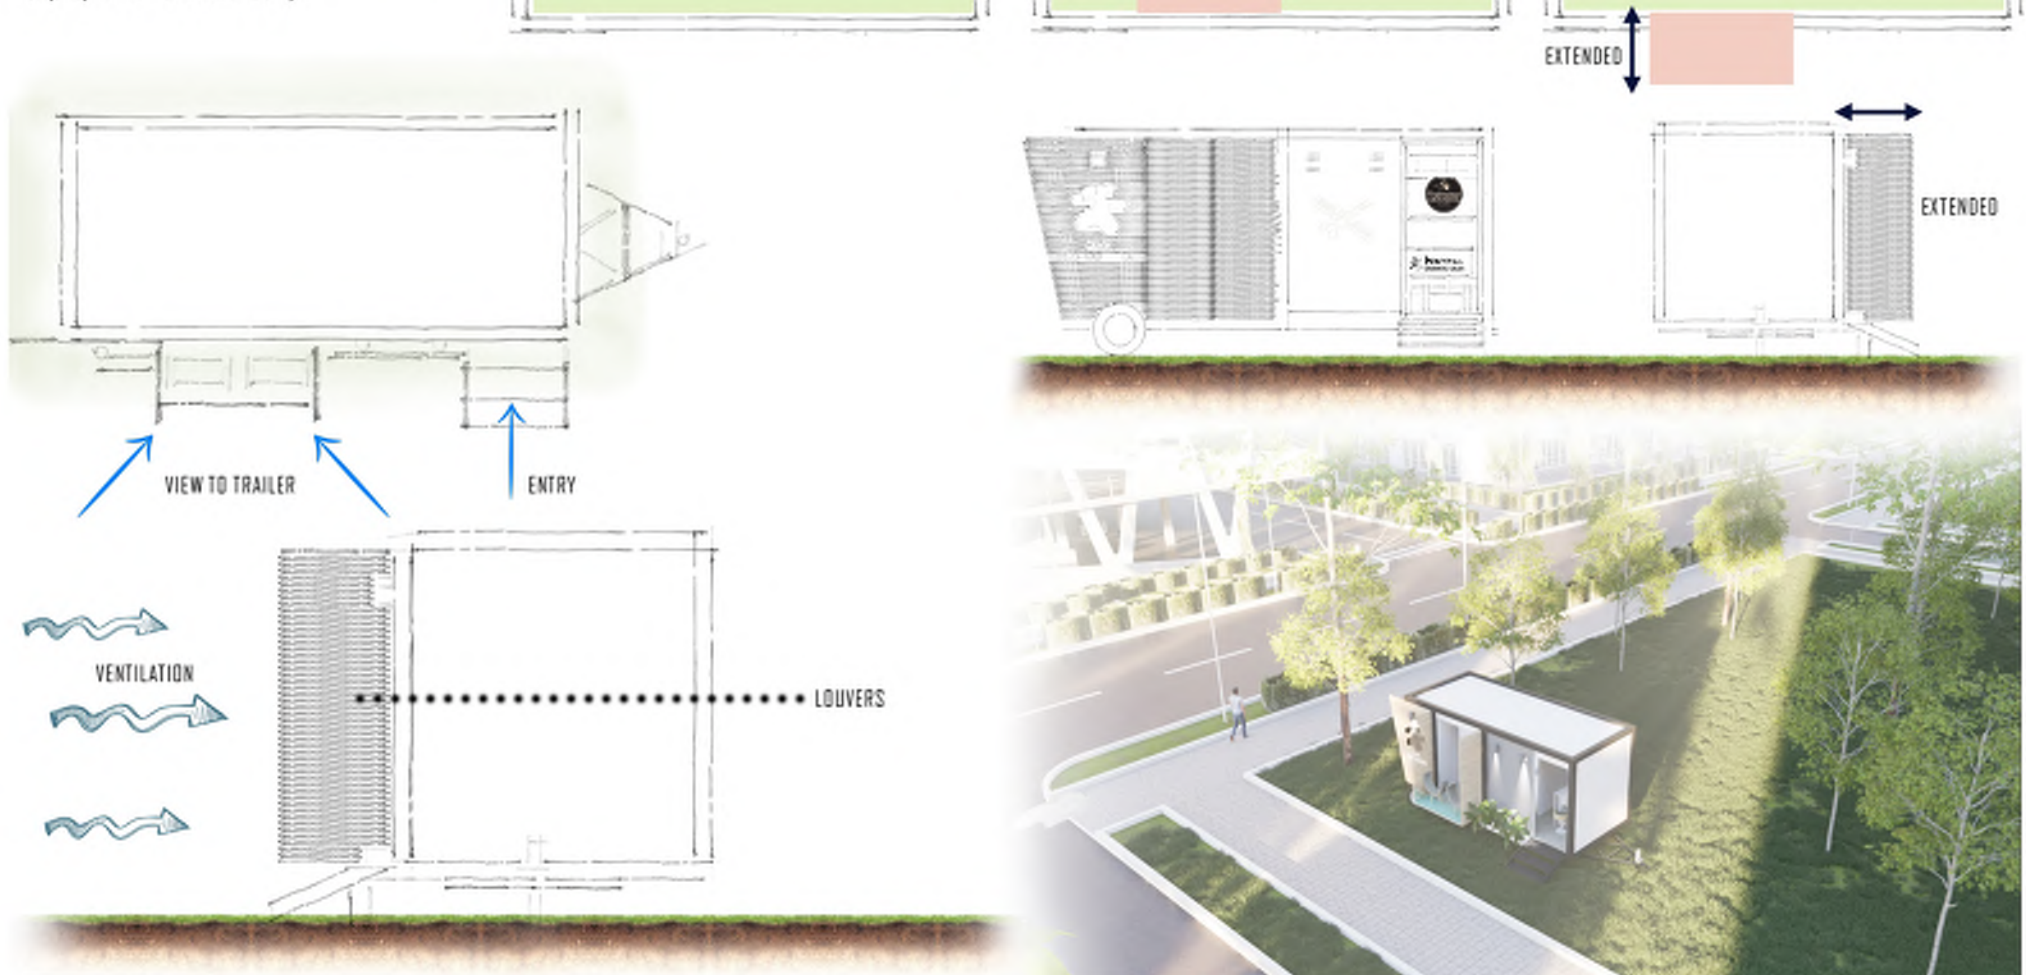 EXTENDED
EXTENDED
VIEW TO TRAILER
ENTRY
VENTILATION
LOUVERS